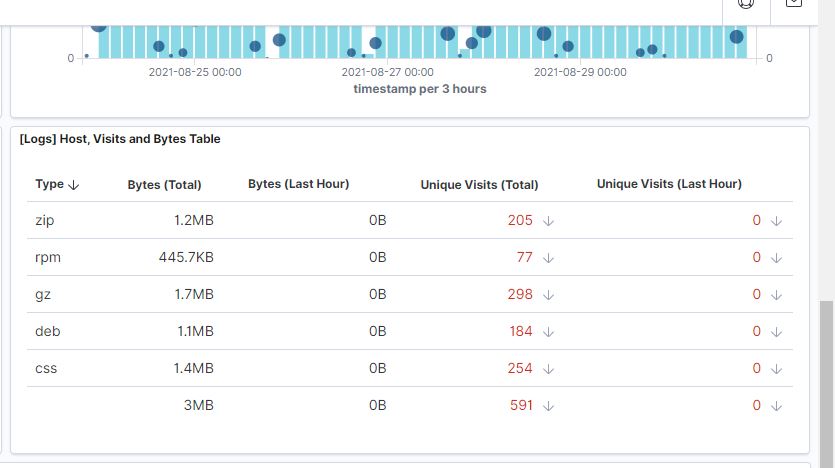 0 0
2021-08-25 00:00 2021-08-27 00:00 2021-08-29 00:00
timestamp per 3 hours
[Logs] Host, Visits and Bytes Table
Type Bytes (Total) Bytes (Last Hour) Unique Visits (Total) Unique Visits (Last Hour)
zip 1.2MB 0B 205 0
rpm 445.7KB 0B 77 0
gz 1.7MB 0B 298 0
deb 1.1MB 0B 184 0
css 1.4MB 0B 254 0
3MB 0B 591 0